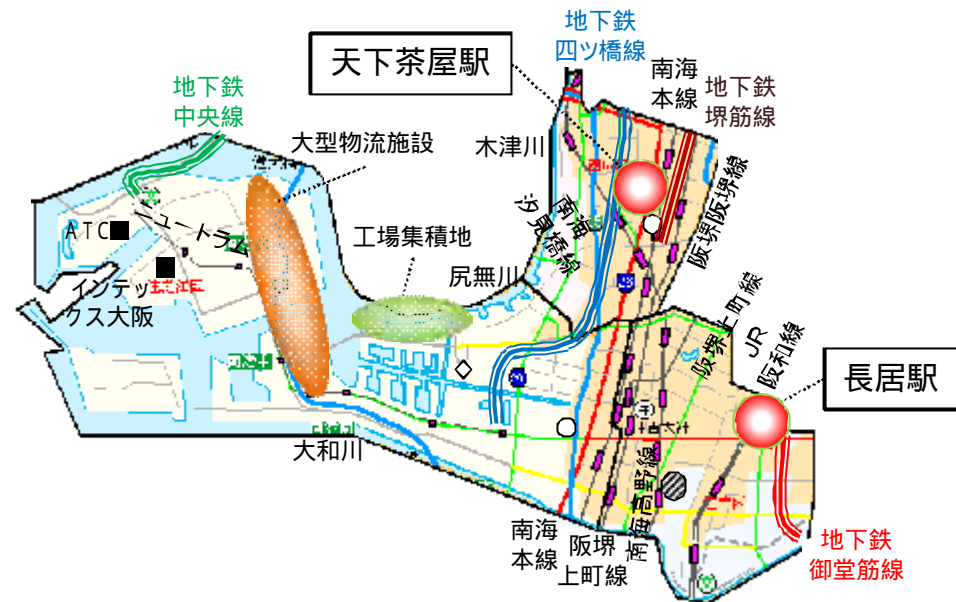 地下鉄
四ツ橋線
天下茶屋駅
南海
本線
地下鉄
堺筋線
地下鉄
中央線
大型物流施設
木津川
阪堺阪堺線
南海
汐見橋線
ニュートラム
ATC
工場集積地
尻無川
インテッ
クス大阪
阪堺上町線
JR
阪和線
長居駅
大和川
南海高野線
南海
本線
阪堺
上町線
地下鉄
御堂筋線